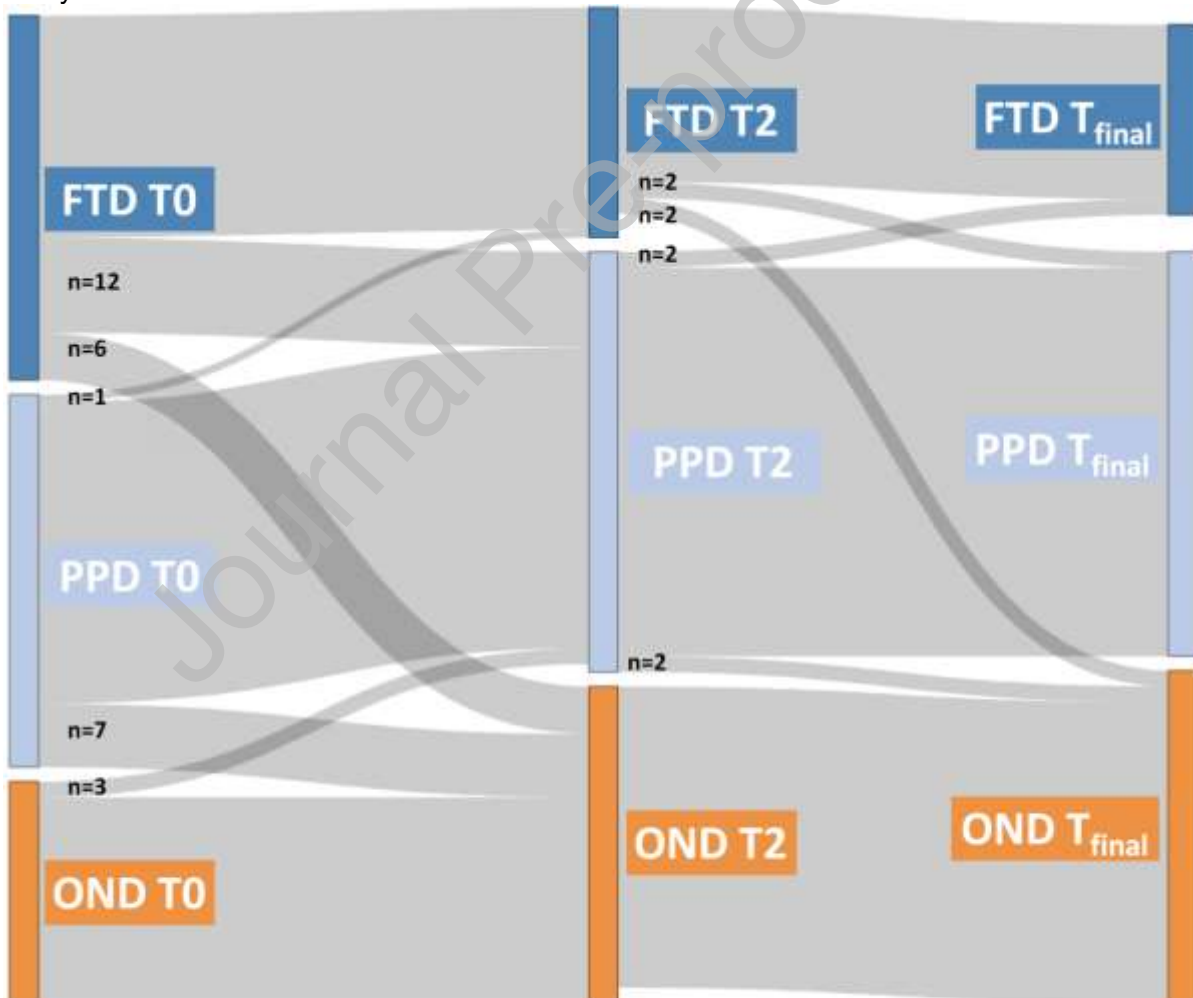 FTD T0
n=12
n=6
n=1
PPD T0
n=7
n=3
OND T0
FTD T2
n=2
n=2
n=2
PPD T2
n=2
OND T2
FTD Tfinal
PPD Tfinal
OND Tfinal
Journal Pre-proo